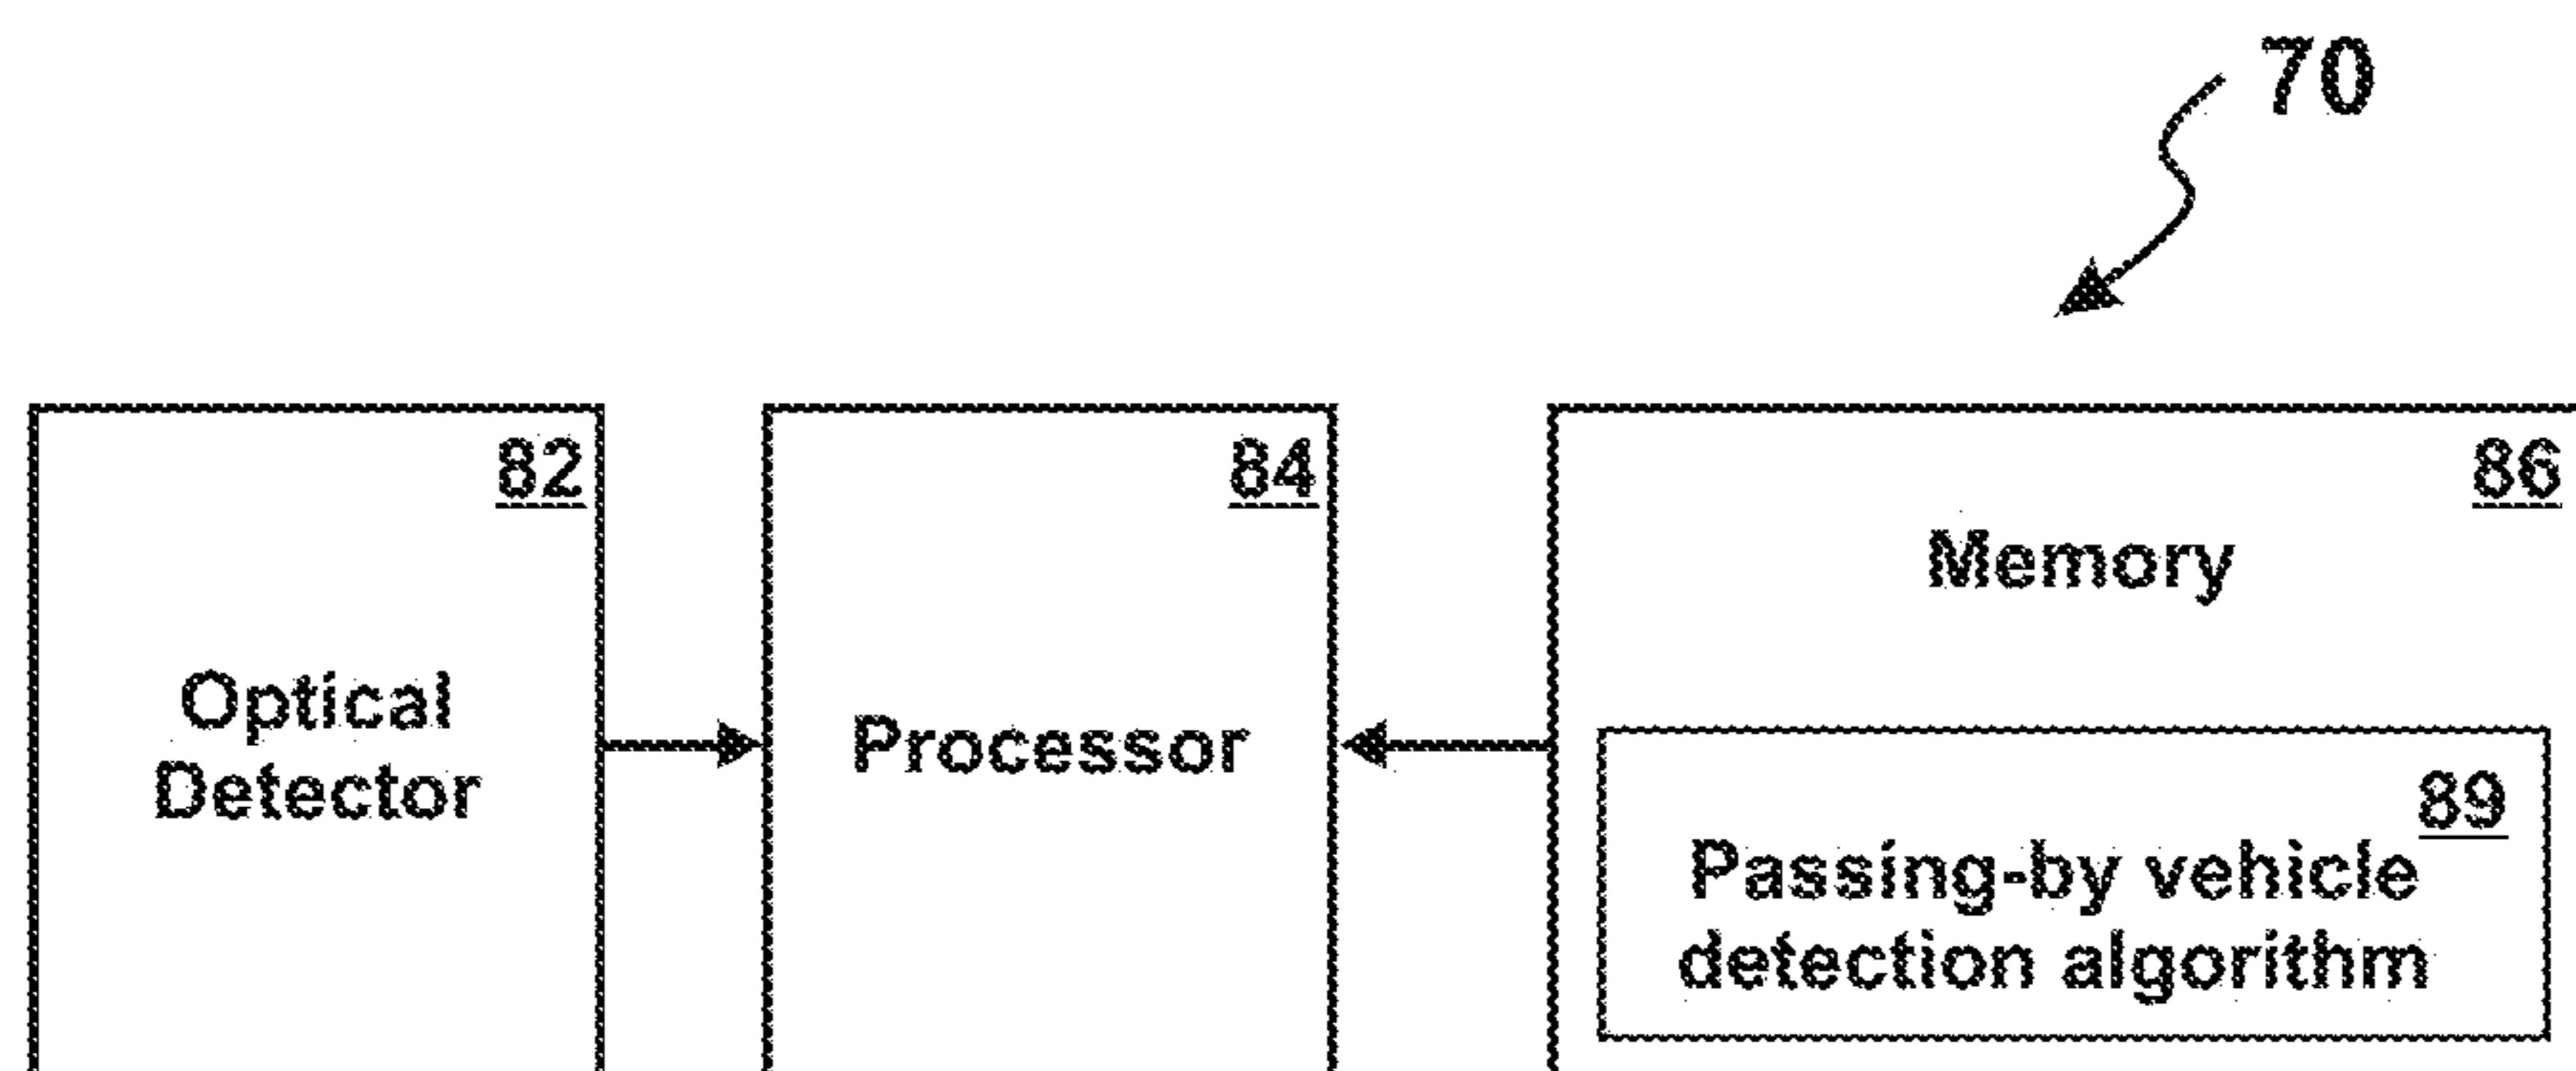 70
82
84
86
Memory
Optical
Detector
Processor
89
Passing-by vehicle
detection algorithm